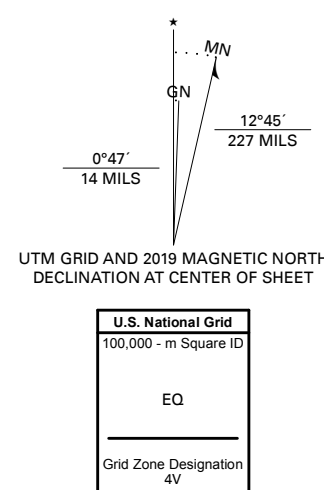 ★
MN
GN
12°45´
227 MILS
0°47´
14 MILS
UTM GRID AND 2019 MAGNETIC NORTH
DECLINATION AT CENTER OF SHEET
U.S. National Grid
100,000 - m Square ID
EQ
Grid Zone Designation
4V